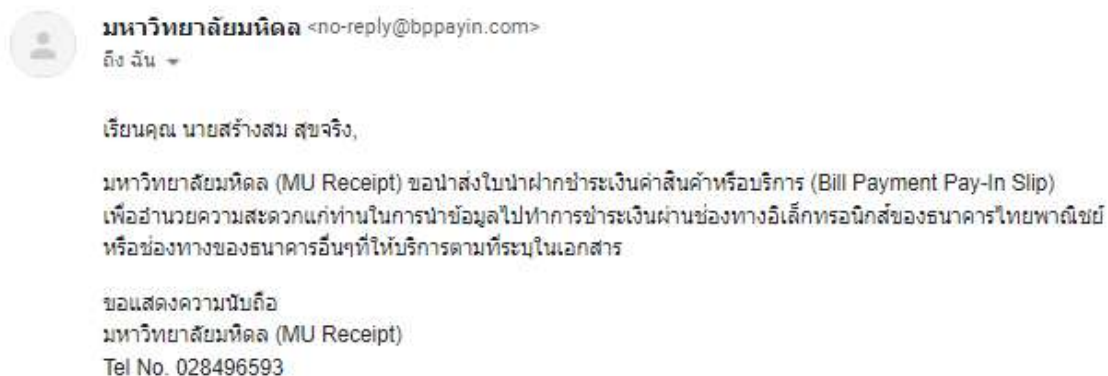 มหาวิทยาลัยมหิดล <no-reply@bppayin.com>
ถึง ฉัน
เรียนคุณ นายสร้างสม สุขจริง,
มหาวิทยาลัยมหิดล (MU Receipt) ขอนำส่งใบนำฝากชำระเงินค่าสินค้าหรือบริการ (Bill Payment Pay-In Slip)
เพื่ออำนวยความสะดวกแก่ท่านในการนำข้อมูลไปทำการชำระเงินผ่านช่องทางอิเล็กทรอนิกส์ของธนาคารไทยพาณิชย์
หรือช่องทางของธนาคารอื่นๆที่ให้บริการตามที่ระบุในเอกสาร
ขอแสดงความนับถือ
มหาวิทยาลัยมหิดล (MU Receipt)
Tel No. 028496593